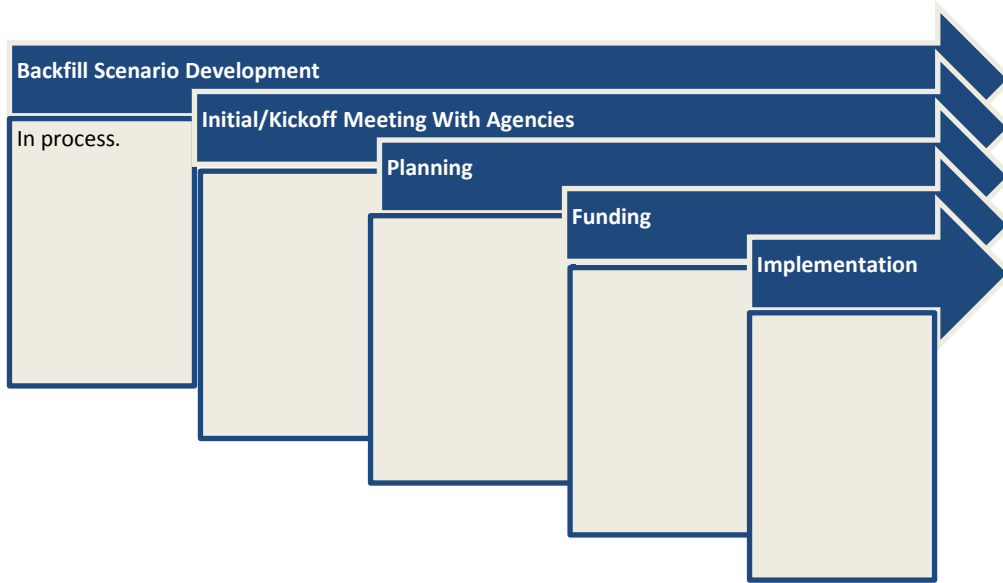 Backfill Scenario Development
In process.
Initial/Kickoff Meeting With Agencies
Planning
Funding
Implementation